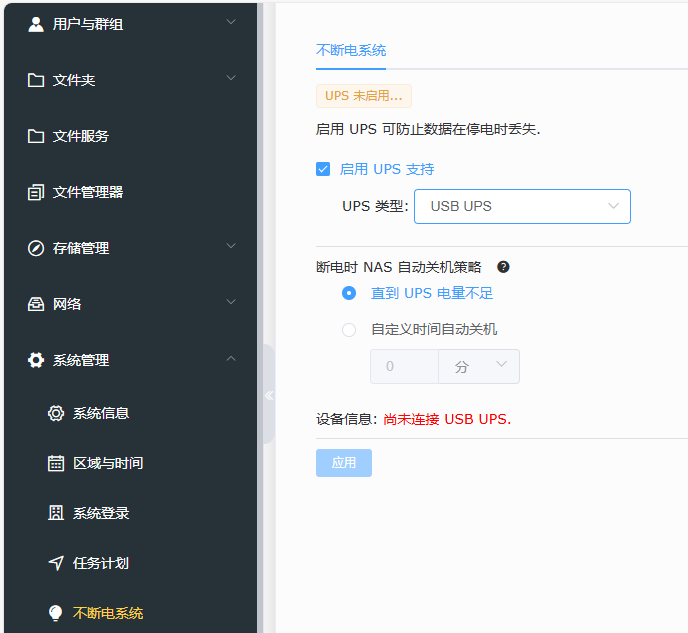 用户与群组
文件夹
文件服务
文件管理器
存储管理
网络
系统管理
系统信息
区域与时间
系统登录
任务计划
不断电系统
不断电系统
UPS 未启用...
启用 UPS 可防止数据在停电时丢失.
启用 UPS 支持
UPS 类型: USB UPS
断电时 NAS 自动关机策略 ?
直到 UPS 电量不足
自定义时间自动关机
0 分
设备信息: 尚未连接 USB UPS.
应用